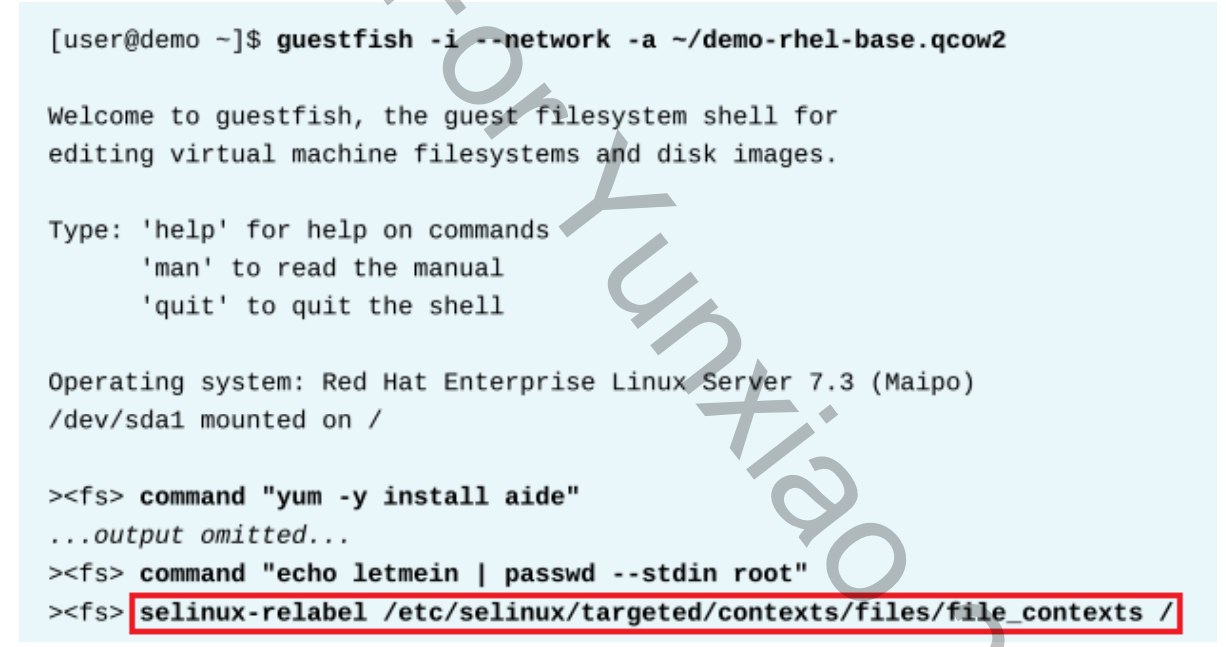 [user@demo ~]$ guestfish -i --network -a ~/demo-rhel-base.qcow2
Welcome to guestfish, the guest filesystem shell for
editing virtual machine filesystems and disk images.
Type: 'help' for help on commands
'man' to read the manual
'quit' to quit the shell
Operating system: Red Hat Enterprise Linux Server 7.3 (Maipo)
/dev/sda1 mounted on /
><fs> command "yum -y install aide"
...output omitted...
><fs> command "echo letmein | passwd --stdin root"
><fs> selinux-relabel /etc/selinux/targeted/contexts/files/file_contexts /
For Yunxiao